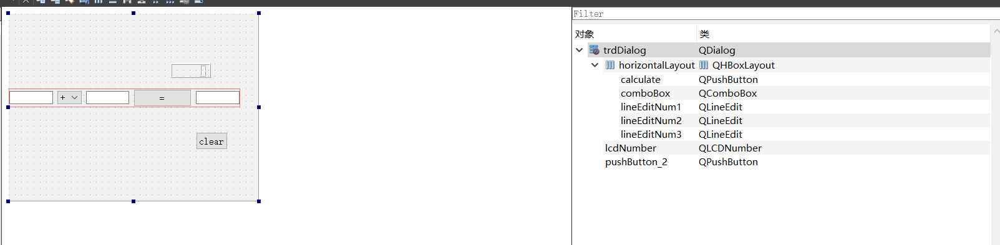 Filter
对象 类
trdDialog QDialog
horizontalLayout QHBoxLayout
calculate QPushButton
comboBox QComboBox
lineEditNum1 QLineEdit
lineEditNum2 QLineEdit
lineEditNum3 QLineEdit
lcdNumber QLCDNumber
pushButton_2 QPushButton
0
+ =
clear